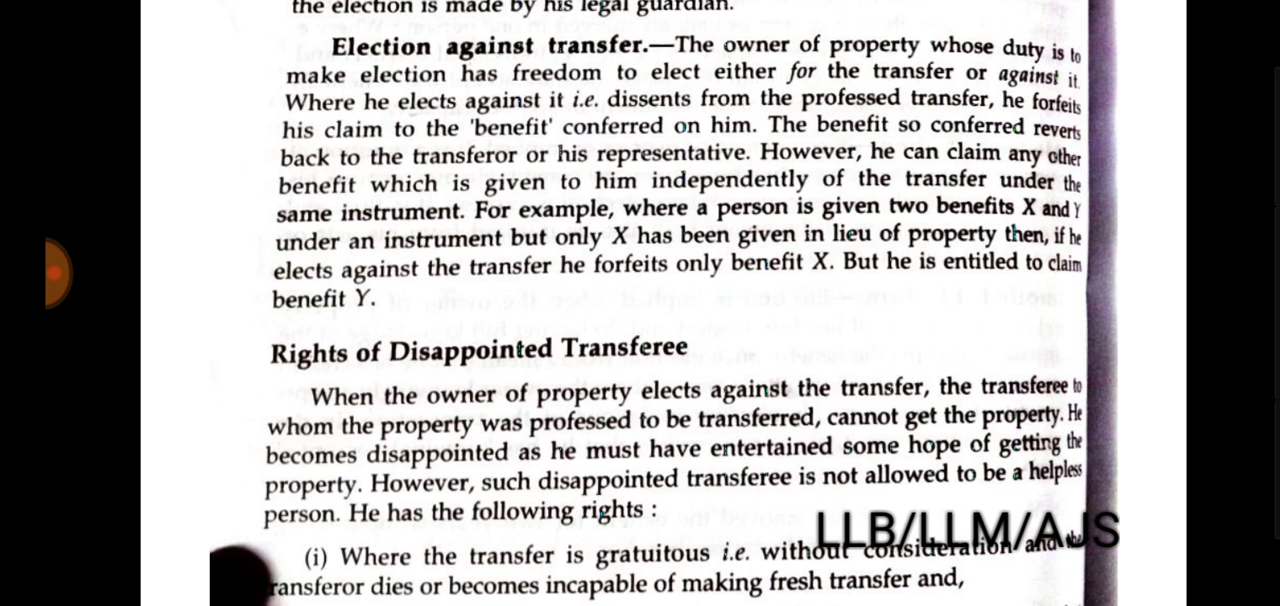 the election is made by his legal guardian.
Election against transfer.—The owner of property whose duty is to
make election has freedom to elect either for the transfer or against it.
Where he elects against it i.e. dissents from the professed transfer, he forfeits
his claim to the 'benefit' conferred on him. The benefit so conferred reverts
back to the transferor or his representative. However, he can claim any other
benefit which is given to him independently of the transfer under the
same instrument. For example, where a person is given two benefits X and Y
under an instrument but only X has been given in lieu of property then, if he
elects against the transfer he forfeits only benefit X. But he is entitled to claim
benefit Y.
Rights of Disappointed Transferee
When the owner of property elects against the transfer, the transferee to
whom the property was professed to be transferred, cannot get the property. He
becomes disappointed as he must have entertained some hope of getting the
property. However, such disappointed transferee is not allowed to be a helpless
person. He has the following rights :
LLB/LLM/AJS
(i) Where the transfer is gratuitous i.e. without consideration and the
ransferor dies or becomes incapable of making fresh transfer and,